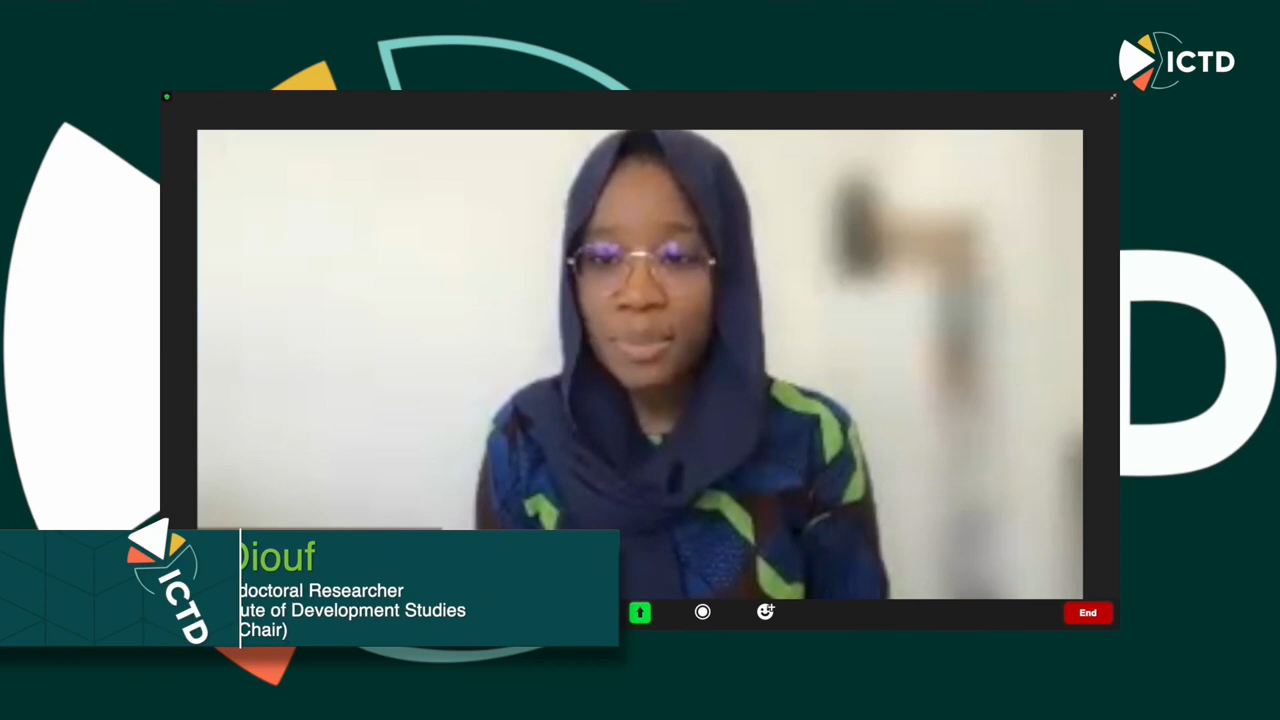 ICTD
Diouf
doctoral Researcher
ute of Development Studies
Chair)
ICTD
End
D